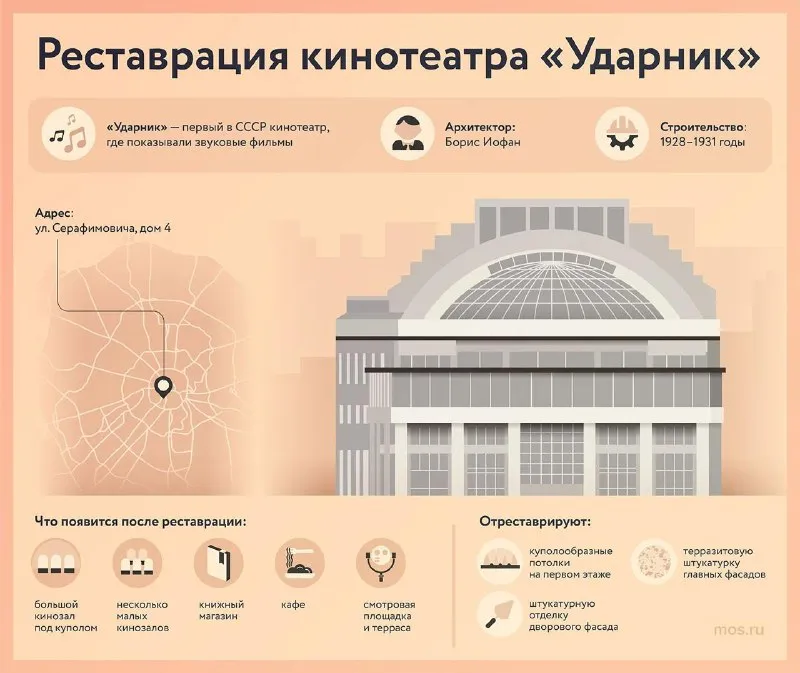 Реставрация кинотеатра «Ударник»
«Ударник» — первый в СССР кинотеатр,
где показывали звуковые фильмы
Архитектор:
Борис Иофан
Строительство:
1928–1931 годы
Адрес:
ул. Серафимовича, дом 4
Что появится после реставрации:
большой
кинозал
под куполом
несколько
малых
кинозалов
книжный
магазин
кафе
смотровая
площадка
и терраса
Отреставрируют:
куполообразные
потолки
на первом этаже
терразитовую
штукатурку
главных фасадов
штукатурную
отделку
дворового фасада
mos.ru